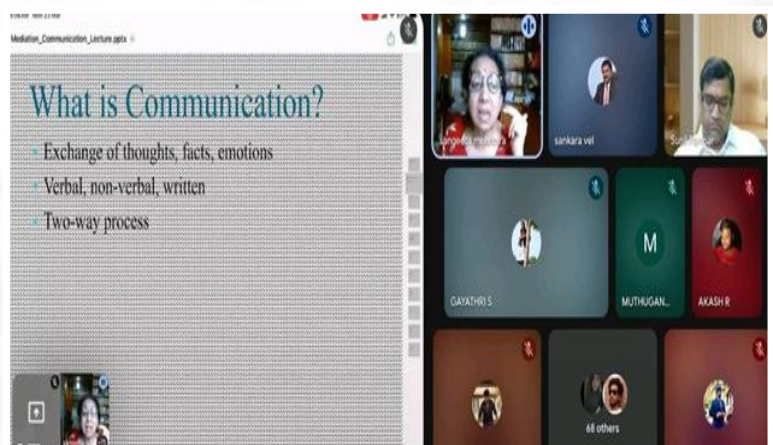 Mediation_Communication_Lecture.pptx
What is Communication?
Exchange of thoughts, facts, emotions
Verbal, non-verbal, written
Two-way process
sankara vel
GAYATHRI S
M
MUTHUGAN...
AKASH R
68 others